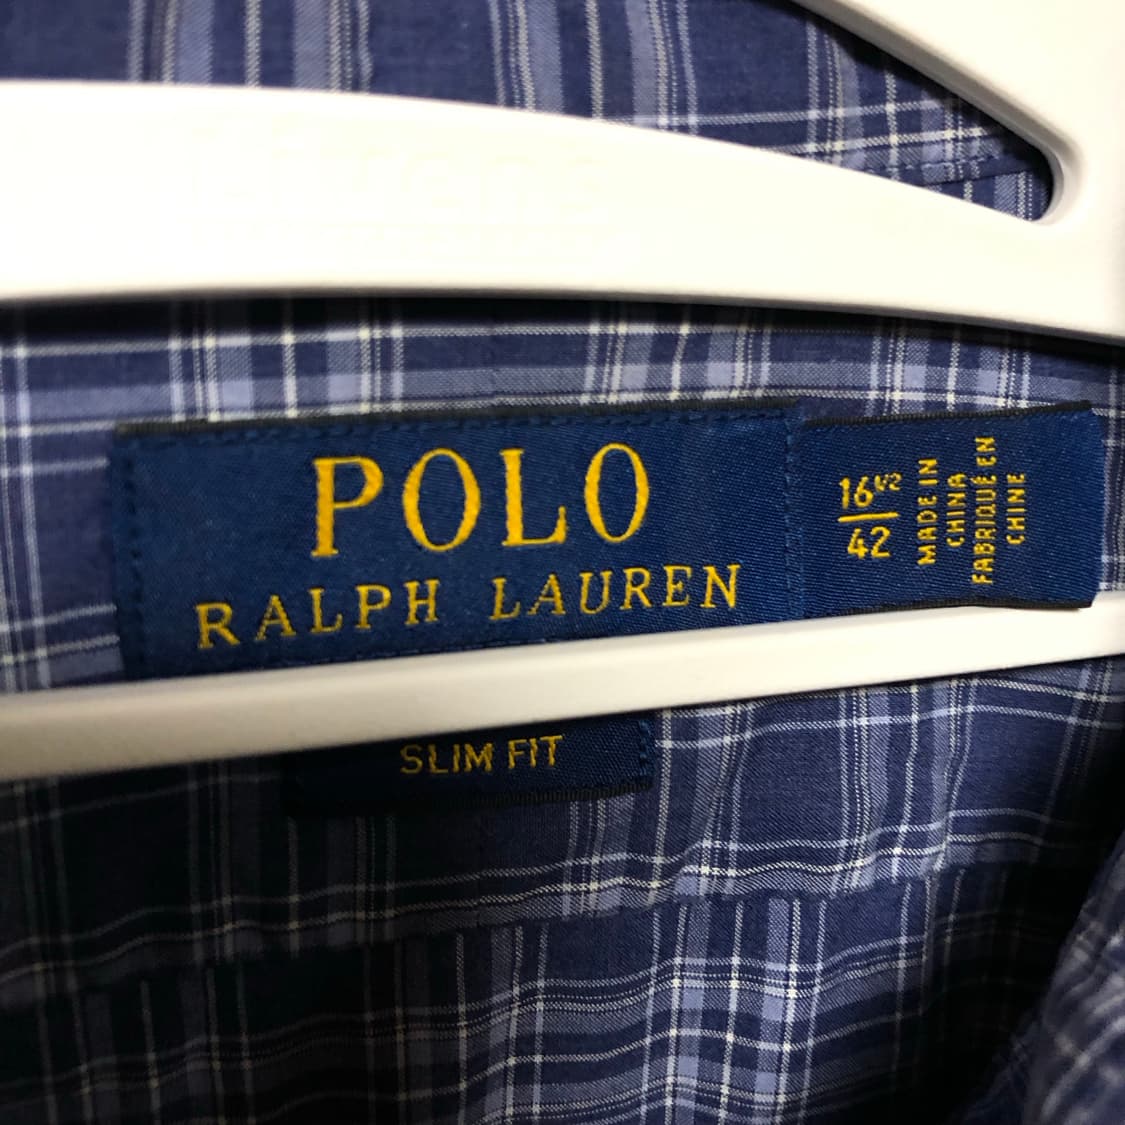 POLO
RALPH LAUREN
16 1/2
42
MADE IN
CHINA
FABRIQUÉ EN
CHINE
SLIM FIT